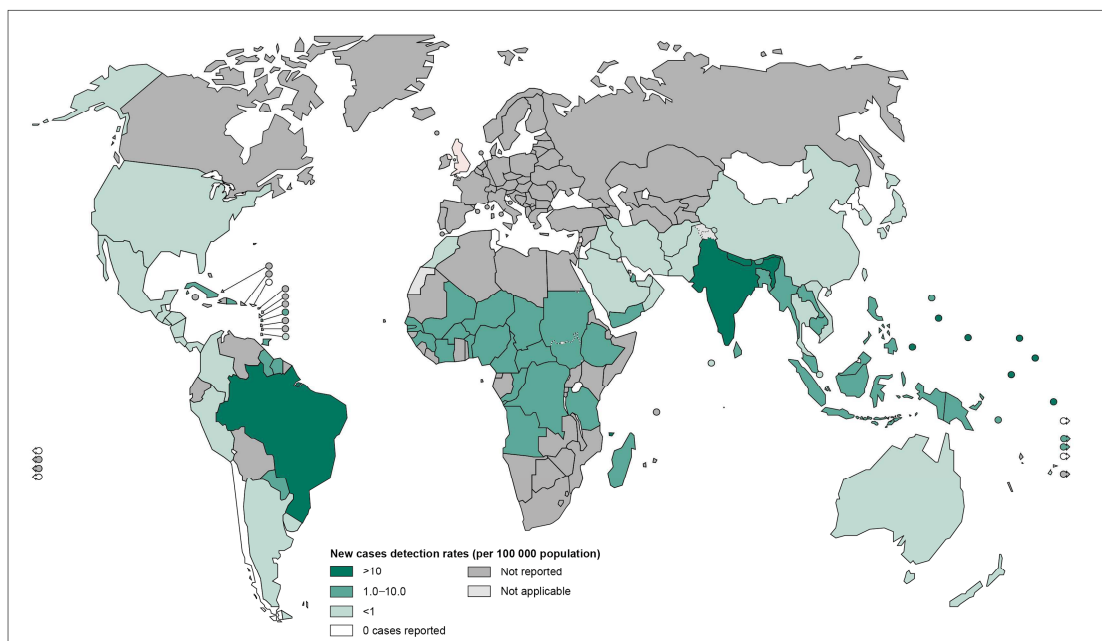 New cases detection rates (per 100 000 population)
>10
Not reported
1.0–10.0
Not applicable
<1
0 cases reported